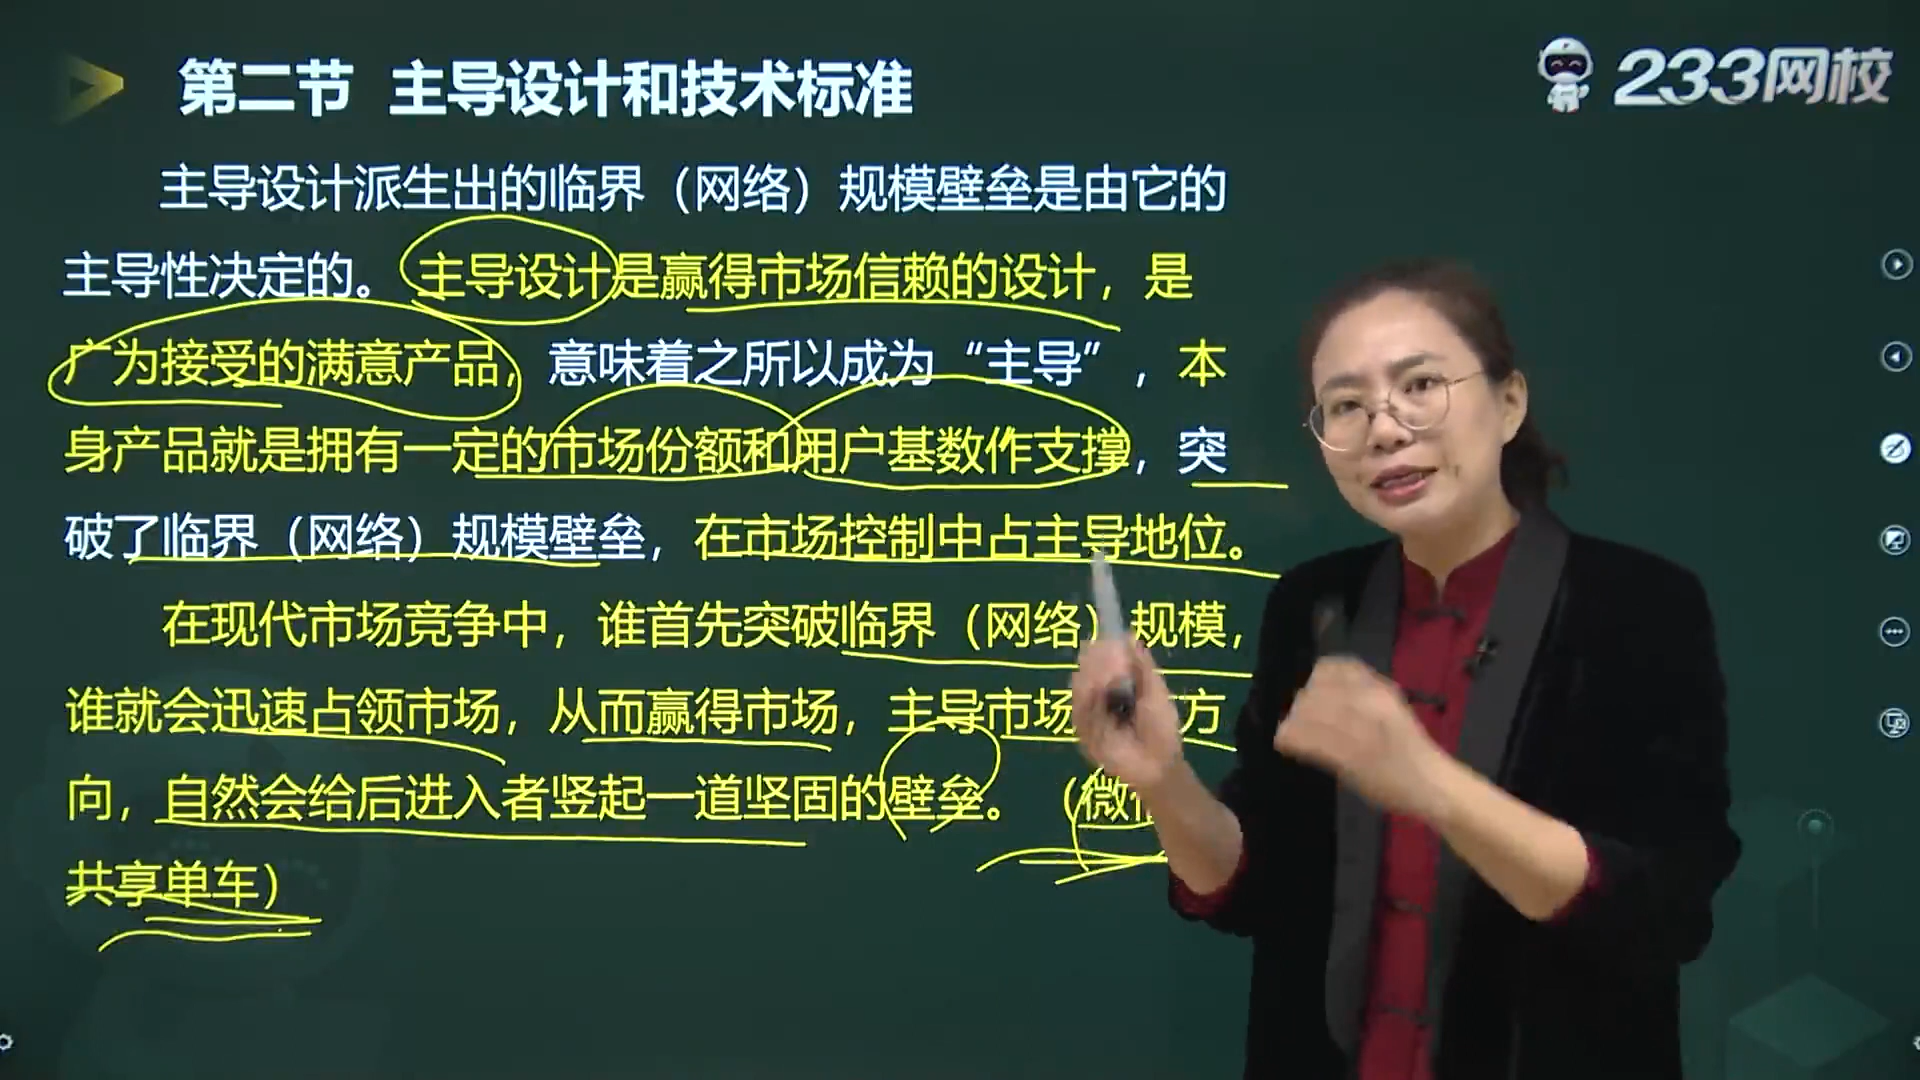 第二节 主导设计和技术标准
233网校
主导设计派生出的临界（网络）规模壁垒是由它的
主导性决定的。主导设计是赢得市场信赖的设计，是
广为接受的满意产品，意味着之所以成为“主导”，本
身产品就是拥有一定的市场份额和用户基数作支撑，突
破了临界（网络）规模壁垒，在市场控制中占主导地位。
在现代市场竞争中，谁首先突破临界（网络）规模，
谁就会迅速占领市场，从而赢得市场，主导市场 方
向，自然会给后进入者竖起一道坚固的壁垒。（微信
共享单车）